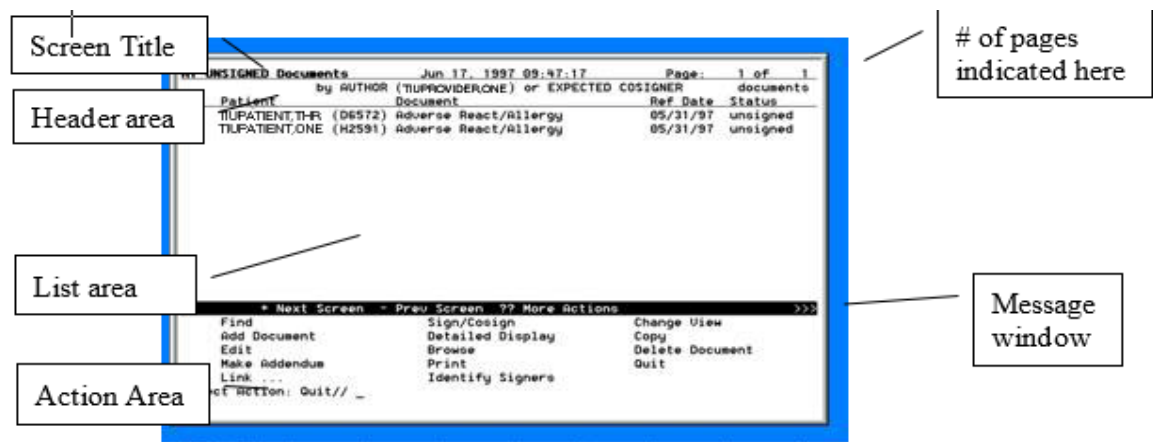 Screen Title
# of pages
indicated here
UNSIGNED Documents Jun 17, 1997 09:47:17 Page: 1 of 1
by AUTHOR (TIUPROVIDER,ONE) or EXPECTED COSIGNER documents
Header area
Patient Document Ref Date Status
TIUPATIENT,THR (D6572) Adverse React/Allergy 05/31/97 unsigned
TIUPATIENT,ONE (H2591) Adverse React/Allergy 05/31/97 unsigned
List area
+ Next Screen - Prev Screen ?? More Actions >>>
Message
window
Find Sign/Cosign Change View
Add Document Detailed Display Copy
Edit Browse Delete Document
Make Addendum Print Quit
Link ... Identify Signers
Action Area
Action: Quit// _